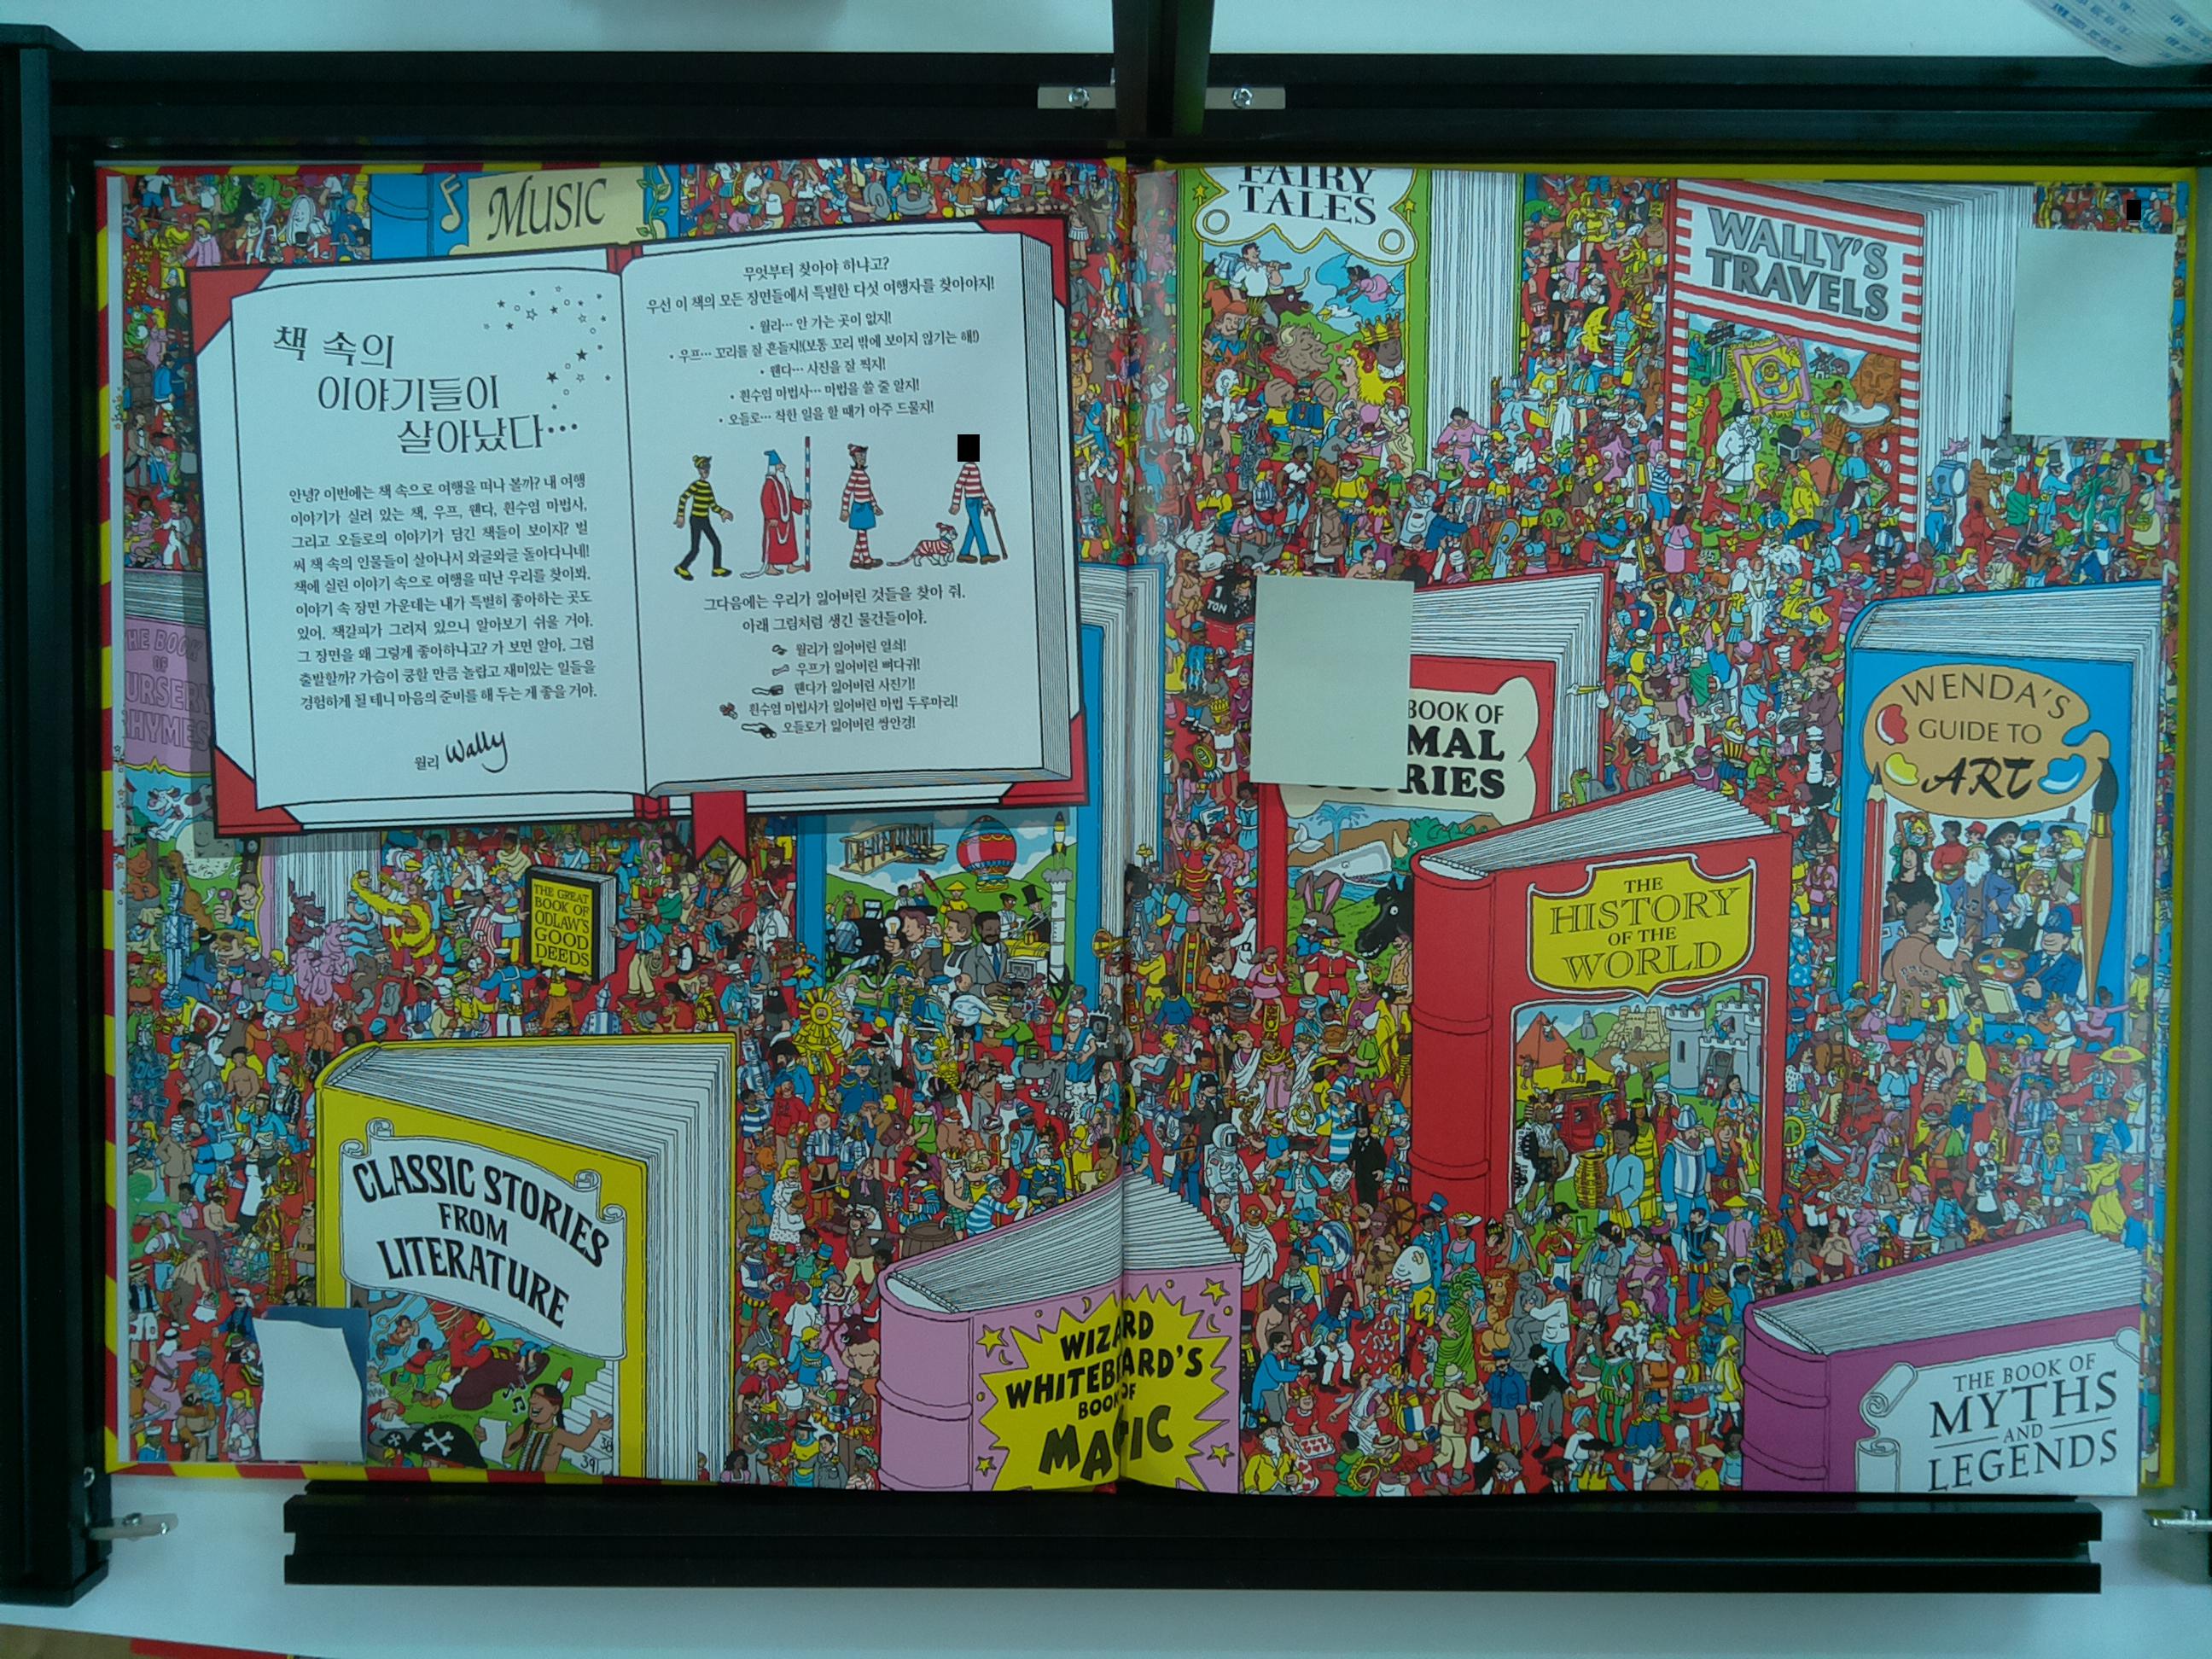 MUSIC
책 속의
이야기들이
살아났다…
안녕? 이번에는 책 속으로 여행을 떠나 볼까? 내 여행
이야기가 실려 있는 책, 우프, 웬다, 흰수염 마법사,
그리고 오들로의 이야기가 담긴 책들이 보이지? 벌
써 책 속의 인물들이 살아나서 와글와글 돌아다니네!
책에 실린 이야기 속으로 여행을 떠난 우리를 찾아봐.
이야기 속 장면 가운데는 내가 특별히 좋아하는 곳도
있어. 책갈피가 그려져 있으니 알아보기 쉬울 거야.
그 장면을 왜 그렇게 좋아하냐고? 가 보면 알아. 그럼
출발할까? 가슴이 쿵할 만큼 놀랍고 재미있는 일들을
경험하게 될 테니 마음의 준비를 해 두는 게 좋을 거야.
월리 Wally
무엇부터 찾아야 하냐고?
우선 이 책의 모든 장면들에서 특별한 다섯 여행자를 찾아야지!
• 월리… 안 가는 곳이 없지!
• 우프… 꼬리를 잘 흔들지!(보통 꼬리 밖에 보이지 않기는 해!)
• 웬다… 사진을 잘 찍지!
• 흰수염 마법사… 마법을 쓸 줄 알지!
• 오들로… 착한 일을 할 때가 아주 드물지!
그다음에는 우리가 잃어버린 것들을 찾아 줘.
아래 그림처럼 생긴 물건들이야.
월리가 잃어버린 열쇠!
우프가 잃어버린 뼈다귀!
웬다가 잃어버린 사진기!
흰수염 마법사가 잃어버린 마법 두루마리!
오들로가 잃어버린 쌍안경!
THE BOOK
OF
URSERY
RHYMES
THE GREAT
BOOK OF
ODLAW'S
GOOD
DEEDS
CLASSIC STORIES
FROM
LITERATURE
38
39
WIZARD
WHITEBEARD'S
BOOK OF
MAGIC
FAIRY
TALES
WALLY'S
TRAVELS
1
TON
BOOK OF
MAL
RIES
WENDA'S
GUIDE TO
ART
THE
HISTORY
OF THE
WORLD
THE BOOK OF
MYTHS
AND
LEGENDS